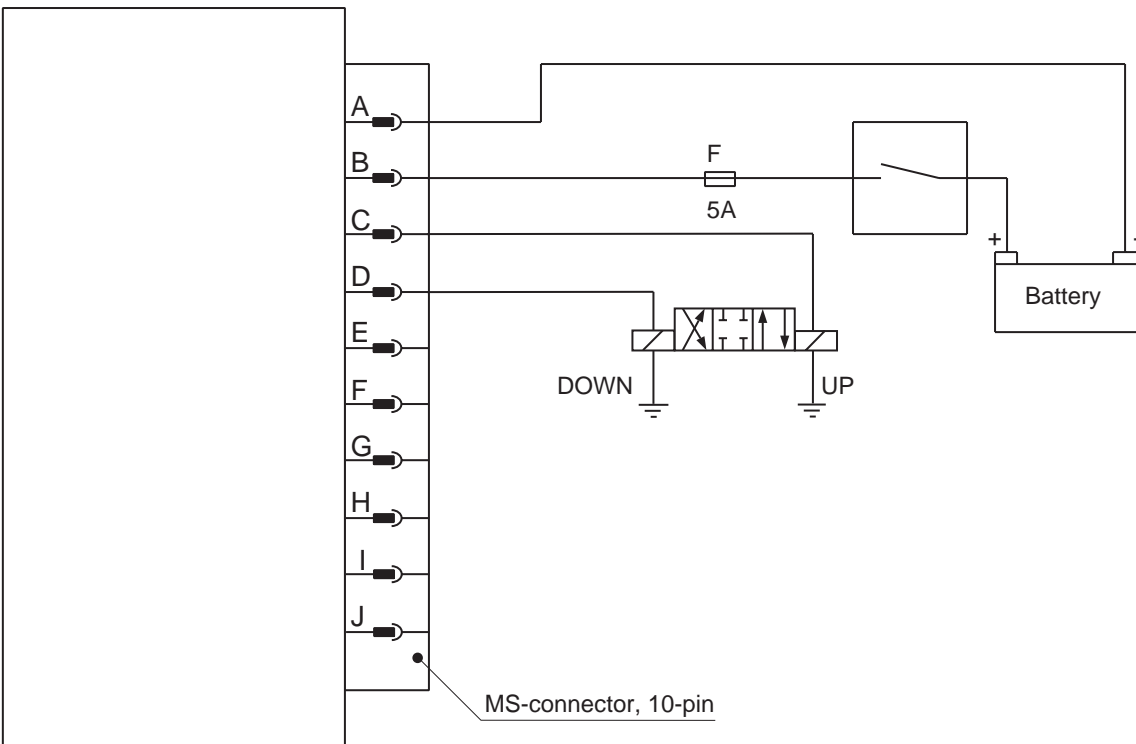 A
B
F
5A
C
+
-
D
Battery
E
DOWN
UP
F
G
H
I
J
MS-connector, 10-pin